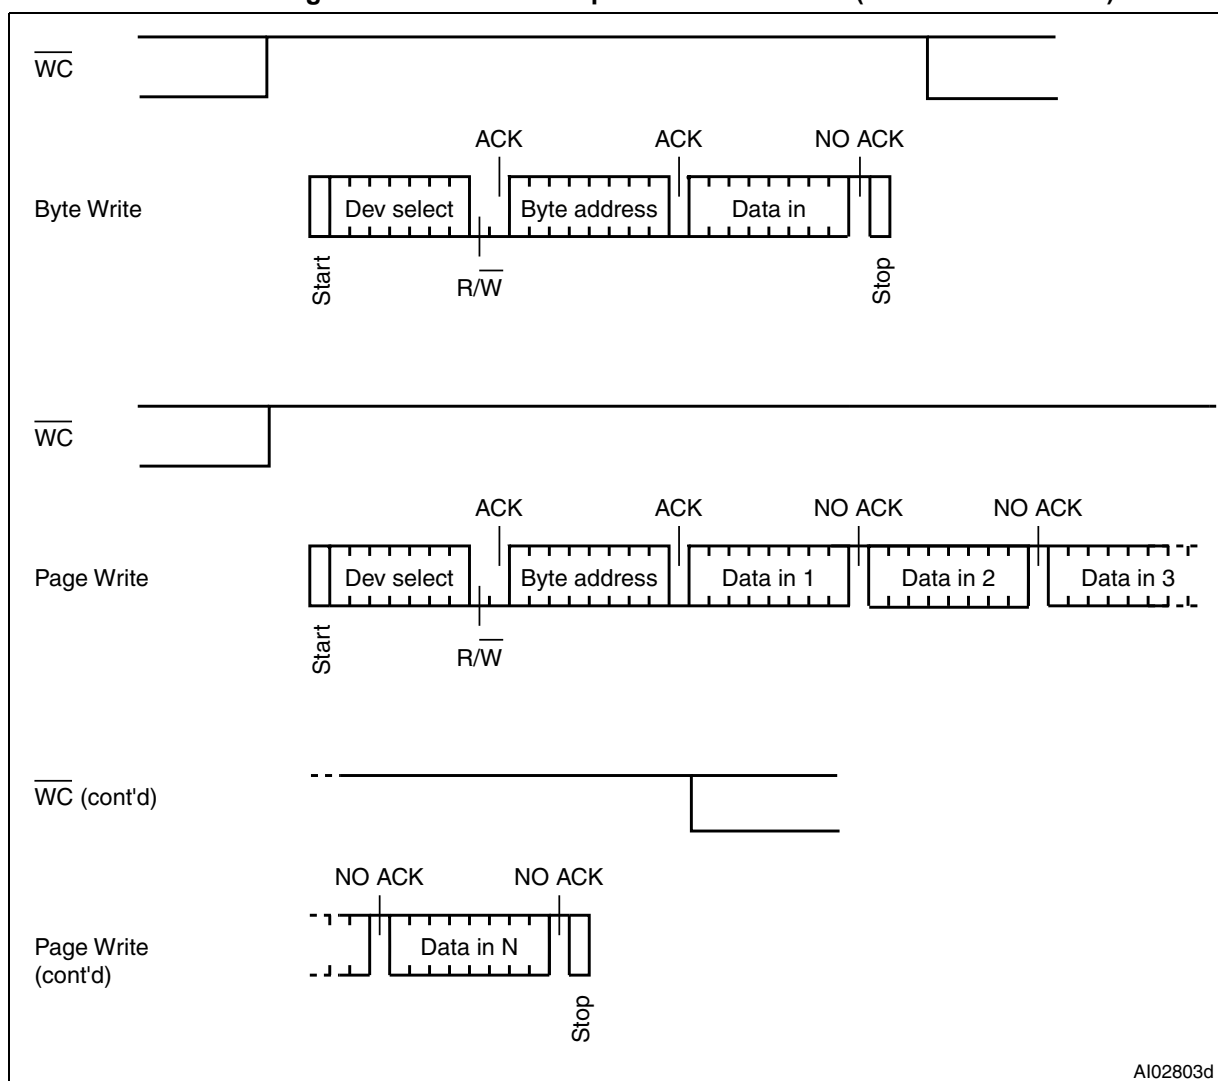 WC
ACK ACK NO ACK
Byte Write Dev select Byte address Data in
Start R/W Stop
WC
ACK ACK NO ACK NO ACK
Page Write Dev select Byte address Data in 1 Data in 2 Data in 3
Start R/W
WC (cont'd)
NO ACK NO ACK
Page Write Data in N
(cont'd)
Stop
AI02803d